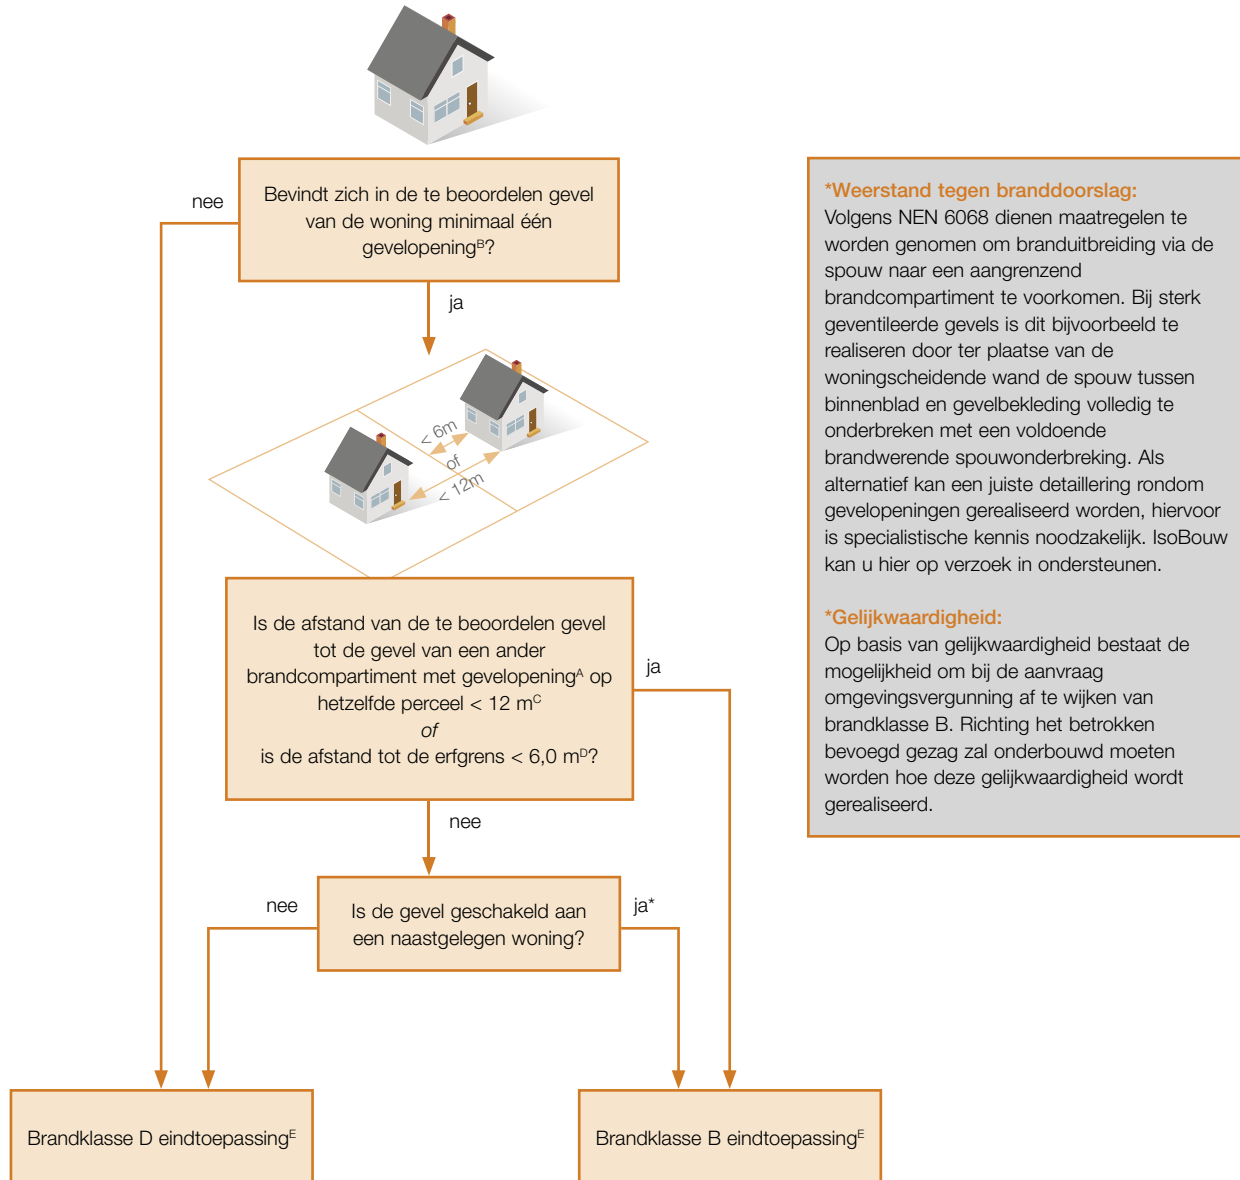 nee
Bevindt zich in de te beoordelen gevel
van de woning minimaal één
gevelopeningᴮ?
ja
< 6m
of
< 12m
Is de afstand van de te beoordelen gevel
tot de gevel van een ander
brandcompartiment met gevelopeningᴬ op
hetzelfde perceel < 12 mᶜ
of
is de afstand tot de erfgrens < 6,0 mᴰ?
ja
nee
nee
Is de gevel geschakeld aan
een naastgelegen woning?
ja*
Brandklasse D eindtoepassingᴱ
Brandklasse B eindtoepassingᴱ
*Weerstand tegen branddoorslag:
Volgens NEN 6068 dienen maatregelen te
worden genomen om branduitbreiding via de
spouw naar een aangrenzend
brandcompartiment te voorkomen. Bij sterk
geventileerde gevels is dit bijvoorbeeld te
realiseren door ter plaatse van de
woningscheidende wand de spouw tussen
binnenblad en gevelbekleding volledig te
onderbreken met een voldoende
brandwerende spouwonderbreking. Als
alternatief kan een juiste detaillering rondom
gevelopeningen gerealiseerd worden, hiervoor
is specialistische kennis noodzakelijk. IsoBouw
kan u hier op verzoek in ondersteunen.
*Gelijkwaardigheid:
Op basis van gelijkwaardigheid bestaat de
mogelijkheid om bij de aanvraag
omgevingsvergunning af te wijken van
brandklasse B. Richting het betrokken
bevoegd gezag zal onderbouwd moeten
worden hoe deze gelijkwaardigheid wordt
gerealiseerd.